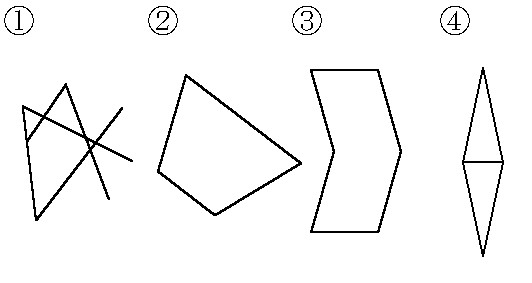 ① ② ③ ④